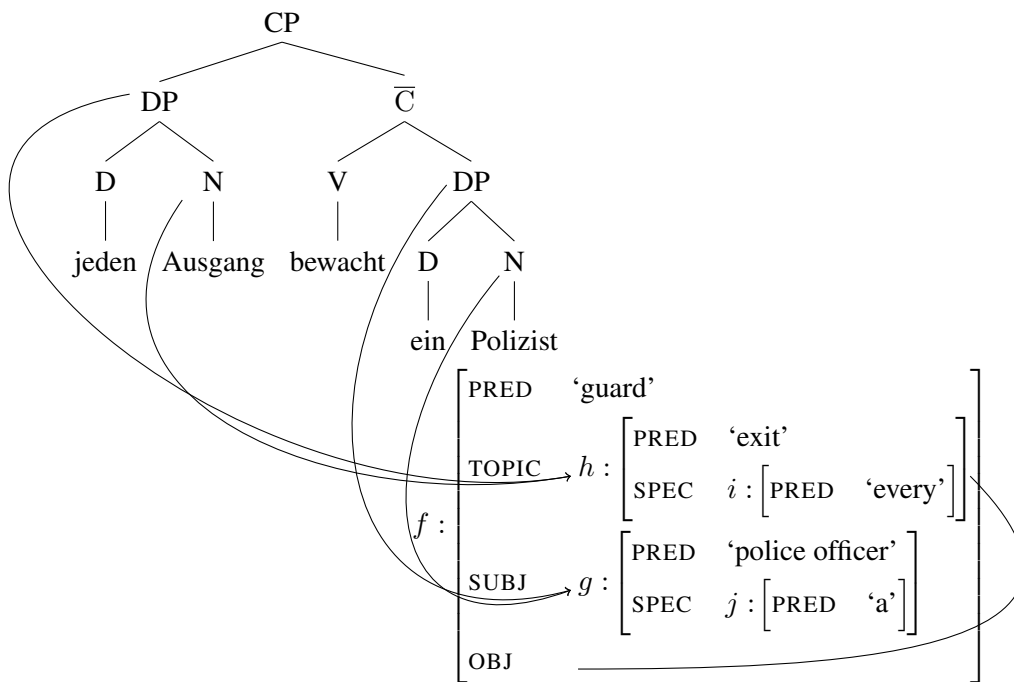 CP
DP C̅
D N V DP
jeden Ausgang bewacht D N
ein Polizist
PRED ‘guard’
PRED ‘exit’
TOPIC h :
SPEC i : [PRED ‘every’]
f :
PRED ‘police officer’
SUBJ g :
SPEC j : [PRED ‘a’]
OBJ